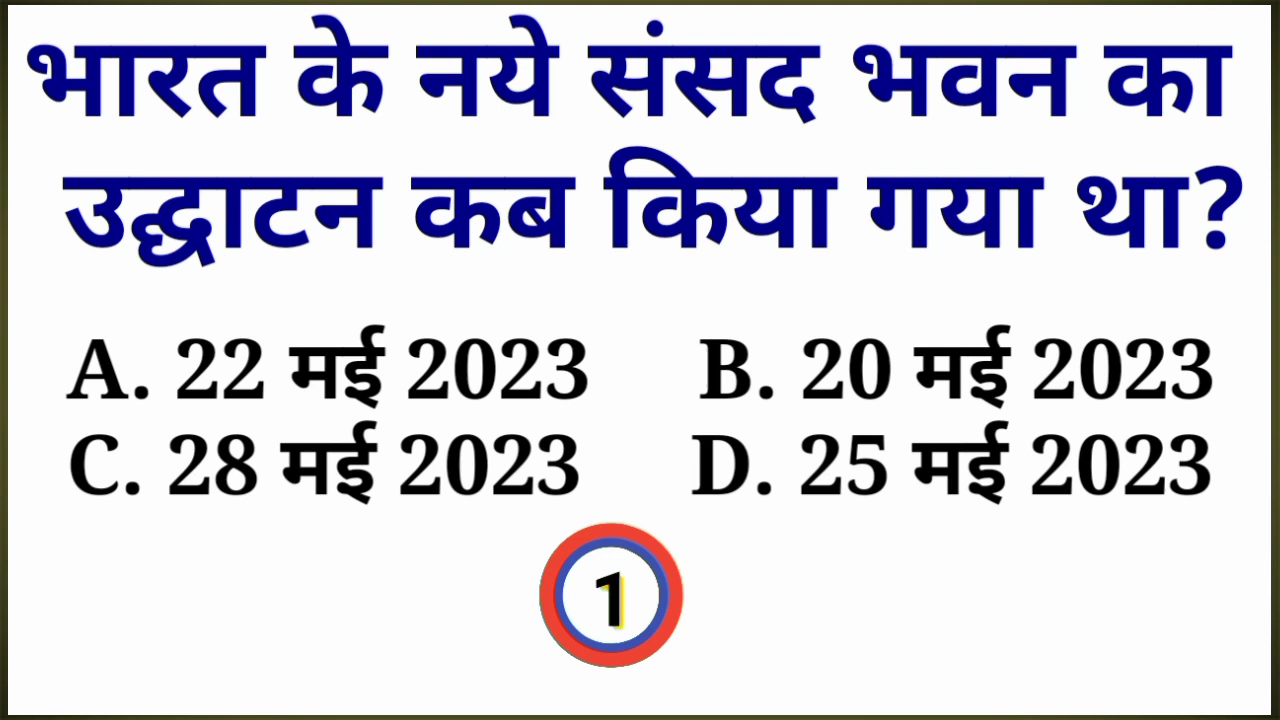 भारत के नये संसद भवन का
उद्घाटन कब किया गया था?
A. 22 मई 2023 B. 20 मई 2023
C. 28 मई 2023 D. 25 मई 2023
1